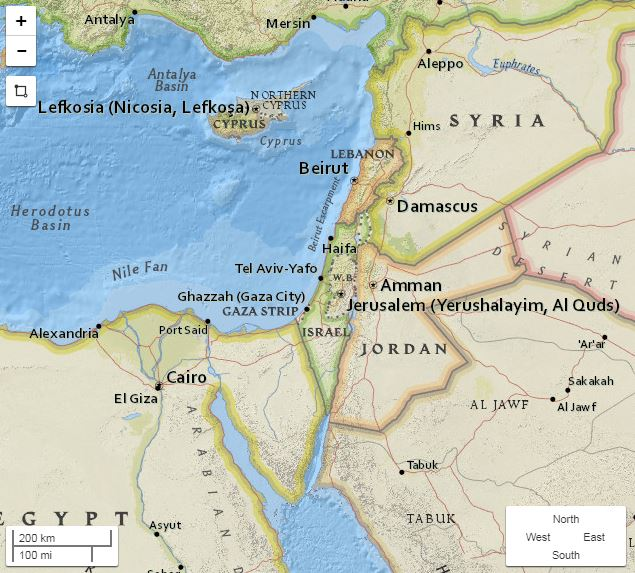 +
−
Antalya
Mersin
Aleppo
Euphrates
Antalya
Basin
NORTHERN
CYPRUS
Lefkosia (Nicosia, Lefkosa)
CYPRUS
Cyprus
Hims
SYRIA
LEBANON
Beirut
Beirut Escarpment
Damascus
Herodotus
Basin
Haifa
SYRIAN
DESERT
Nile Fan
Tel Aviv-Yafo
W.B.
Amman
Ghazzah (Gaza City)
Jerusalem (Yerushalayim, Al Quds)
GAZA STRIP
Alexandria
Port Said
ISRAEL
JORDAN
'Ar'ar
Cairo
El Giza
Sakakah
AL JAWF
Al Jawf
ARABIAN
D
Tabuk
TABUK
EGYPT
Asyut
Sohag
200 km
100 mi
North
West
East
South